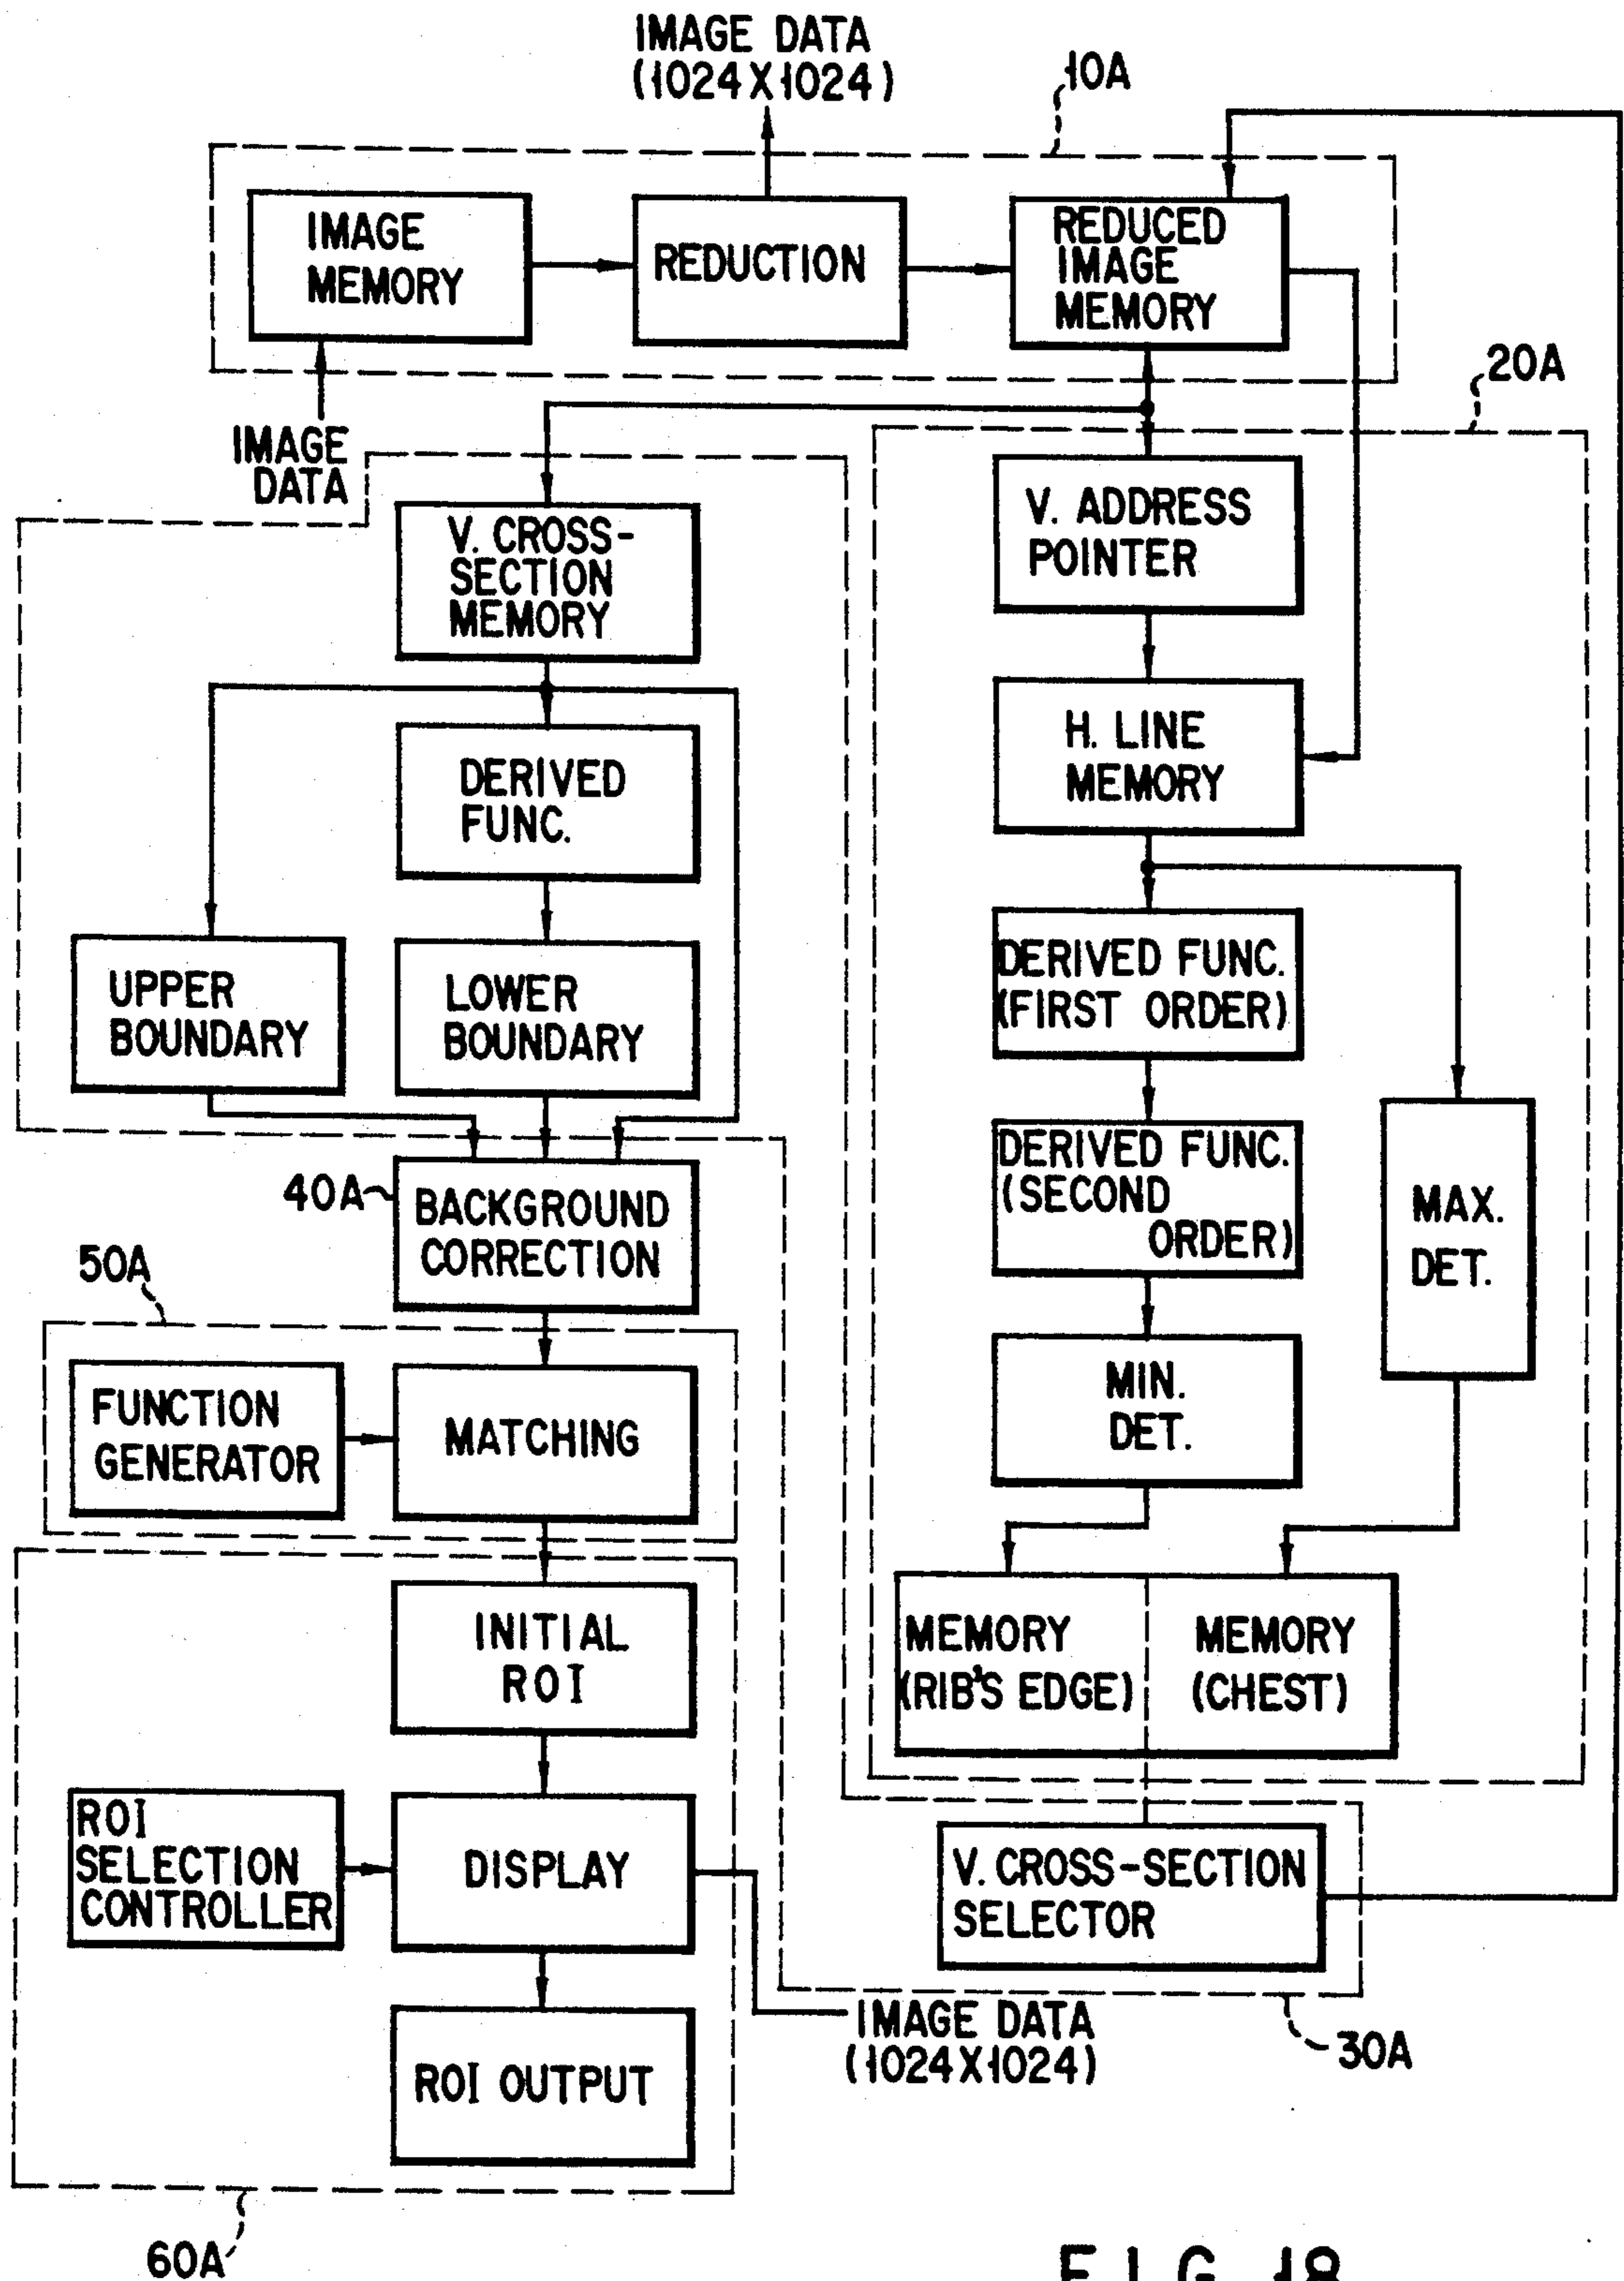 IMAGE DATA
(1024X1024)
10A
IMAGE
MEMORY
REDUCTION
REDUCED
IMAGE
MEMORY
IMAGE
DATA
20A
V. CROSS-
SECTION
MEMORY
V. ADDRESS
POINTER
H. LINE
MEMORY
DERIVED
FUNC.
UPPER
BOUNDARY
LOWER
BOUNDARY
DERIVED FUNC.
(FIRST ORDER)
DERIVED FUNC.
(SECOND
ORDER)
MAX.
DET.
40A
BACKGROUND
CORRECTION
50A
FUNCTION
GENERATOR
MATCHING
MIN.
DET.
INITIAL
ROI
MEMORY
(RIB'S EDGE)
MEMORY
(CHEST)
ROI
SELECTION
CONTROLLER
DISPLAY
V. CROSS-SECTION
SELECTOR
IMAGE DATA
(1024X1024)
30A
ROI OUTPUT
60A
FIG. 18